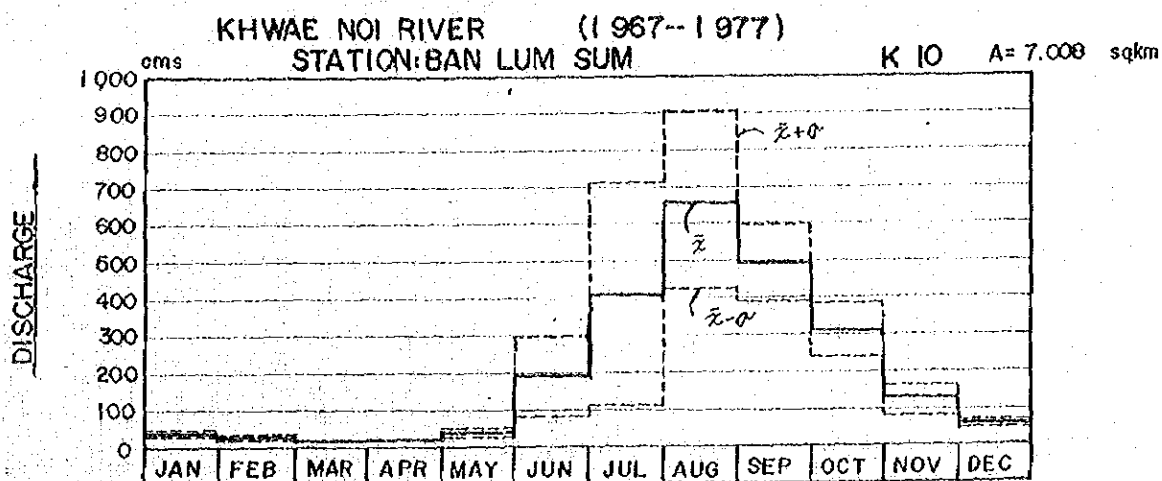 KHWAE NOI RIVER (1967--1977)
STATION:BAN LUM SUM K 10 A= 7.008 sqkm
cms
DISCHARGE
1000
900
800
700
600
500
400
300
200
100
0
x̄+σ
x̄
x̄-σ
JAN FEB MAR APR MAY JUN JUL AUG SEP OCT NOV DEC